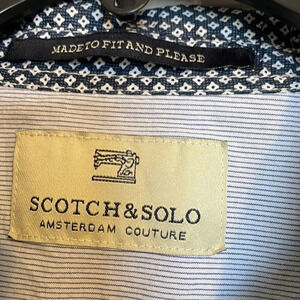 MADE TO FIT AND PLEASE
SCOTCH&SOLO
AMSTERDAM COUTURE